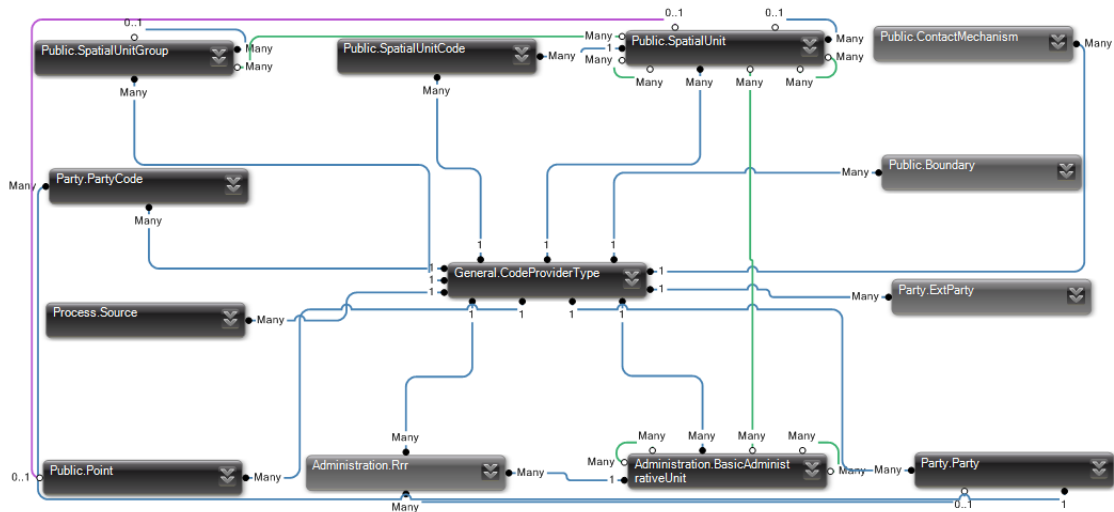 0..1 0..1 0..1
Public.SpatialUnitGroup Many Many
Many Public.SpatialUnitCode
Many 1 Public.SpatialUnit Many
Many Many
Public.ContactMechanism Many
Many Many Many Many Many
Many Party.PartyCode
Many
Many Public.Boundary
1 1 1
1 General.CodeProviderType 1
1
1 1
Many Party.ExtParty
Process.Source Many
1 1 1 1
Many Many Many Many
Many Many
0..1 Public.Point Many
Administration.Rrr Many
1 Administration.BasicAdminist
rativeUnit
Many Many Party.Party
Many 0..1 1